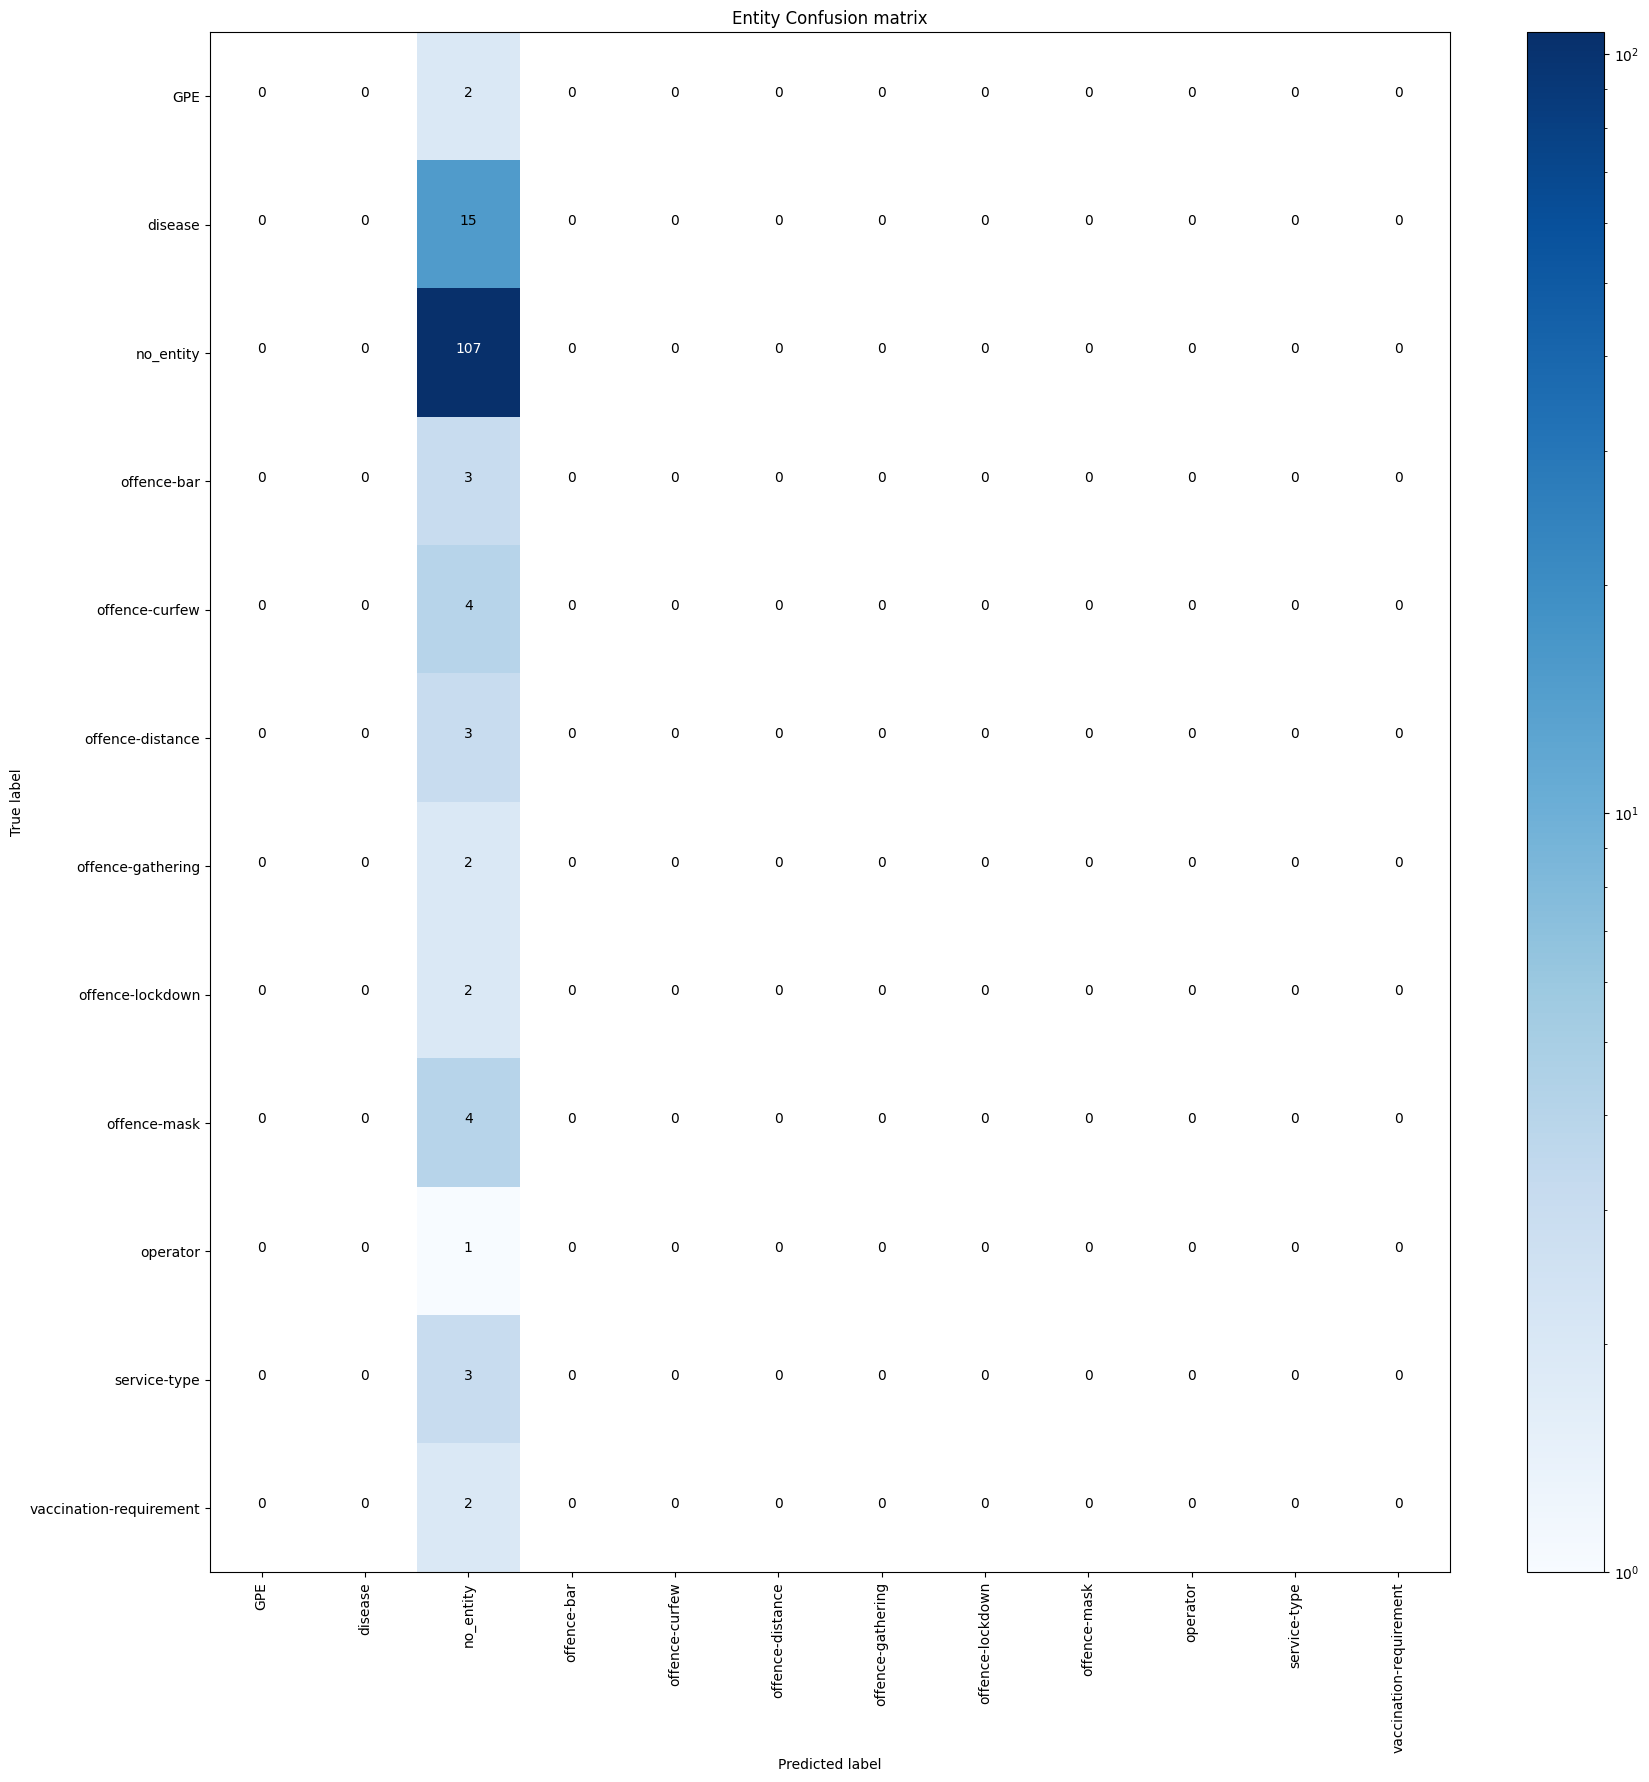 Entity Confusion matrix
GPE 0 0 2 0 0 0 0 0 0 0 0 0
disease 0 0 15 0 0 0 0 0 0 0 0 0
no_entity 0 0 107 0 0 0 0 0 0 0 0 0
offence-bar 0 0 3 0 0 0 0 0 0 0 0 0
offence-curfew 0 0 4 0 0 0 0 0 0 0 0 0
offence-distance 0 0 3 0 0 0 0 0 0 0 0 0
offence-gathering 0 0 2 0 0 0 0 0 0 0 0 0
offence-lockdown 0 0 2 0 0 0 0 0 0 0 0 0
offence-mask 0 0 4 0 0 0 0 0 0 0 0 0
operator 0 0 1 0 0 0 0 0 0 0 0 0
service-type 0 0 3 0 0 0 0 0 0 0 0 0
vaccination-requirement 0 0 2 0 0 0 0 0 0 0 0 0
True label
GPE
disease
no_entity
offence-bar
offence-curfew
offence-distance
offence-gathering
offence-lockdown
offence-mask
operator
service-type
vaccination-requirement
Predicted label
10²
10¹
10⁰